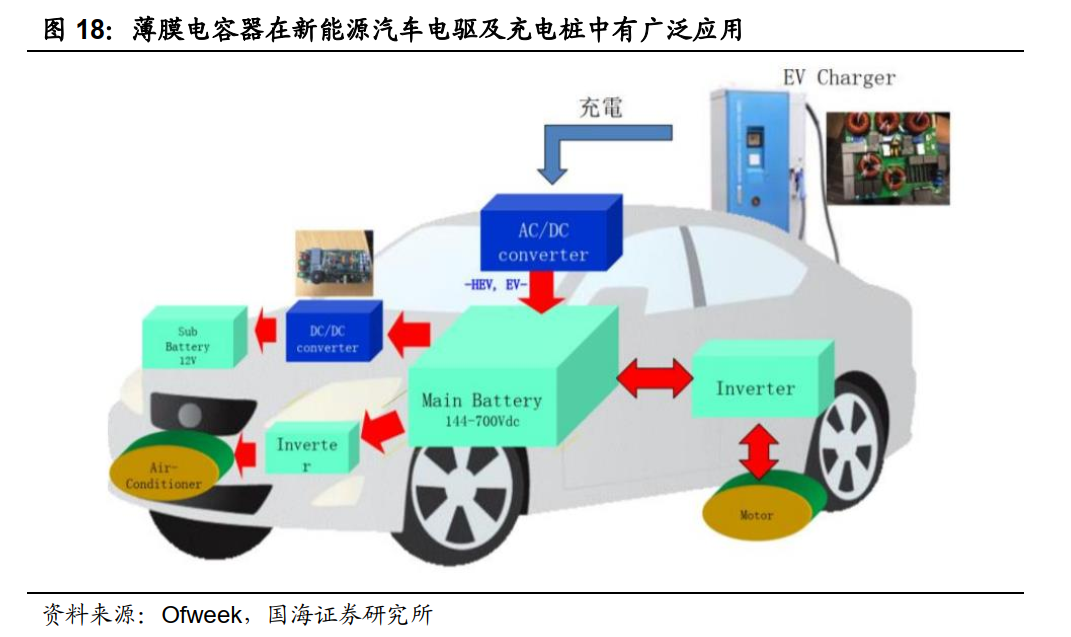 图 18：薄膜电容器在新能源汽车电驱及充电桩中有广泛应用
EV Charger
充電
AC/DC
converter
-HEV, EV-
Sub
Battery
12V
DC/DC
converter
Main Battery
144-700Vdc
Inverter
Inverte
r
Air-
Conditioner
Motor
资料来源：Ofweek，国海证券研究所